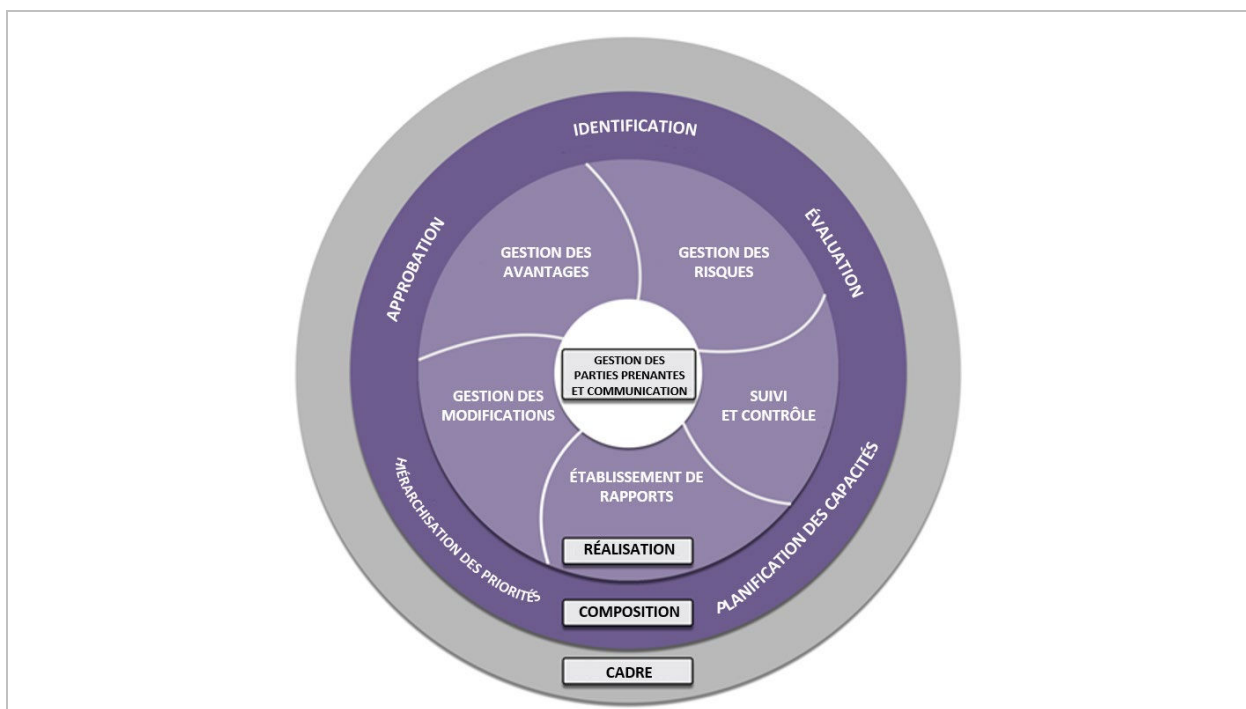 IDENTIFICATION
APPROBATION
ÉVALUATION
GESTION DES
AVANTAGES
GESTION DES
RISQUES
GESTION DES
PARTIES PRENANTES
ET COMMUNICATION
GESTION DES
MODIFICATIONS
SUIVI
ET CONTRÔLE
ÉTABLISSEMENT DE
RAPPORTS
HIÉRARCHISATION DES PRIORITÉS
PLANIFICATION DES CAPACITÉS
RÉALISATION
COMPOSITION
CADRE